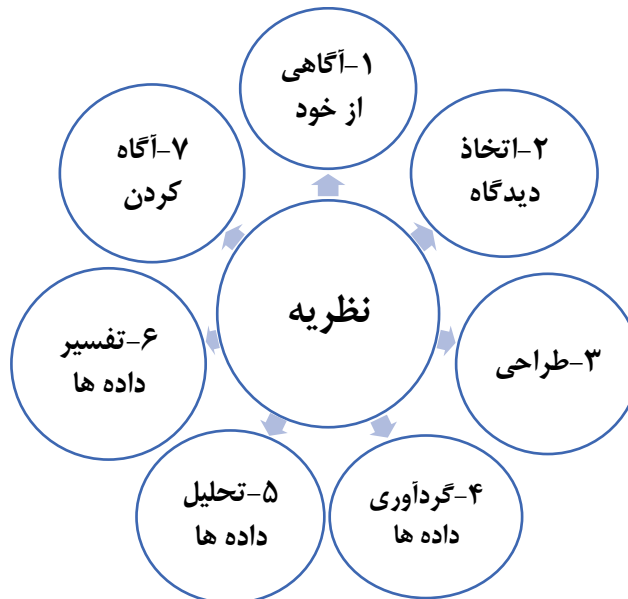 ۱-آگاهی
از خود
۲-اتخاذ
دیدگاه
۳-طراحی
۴-گردآوری
داده ها
۵-تحلیل
داده ها
۶-تفسیر
داده ها
۷-آگاه
کردن
نظریه